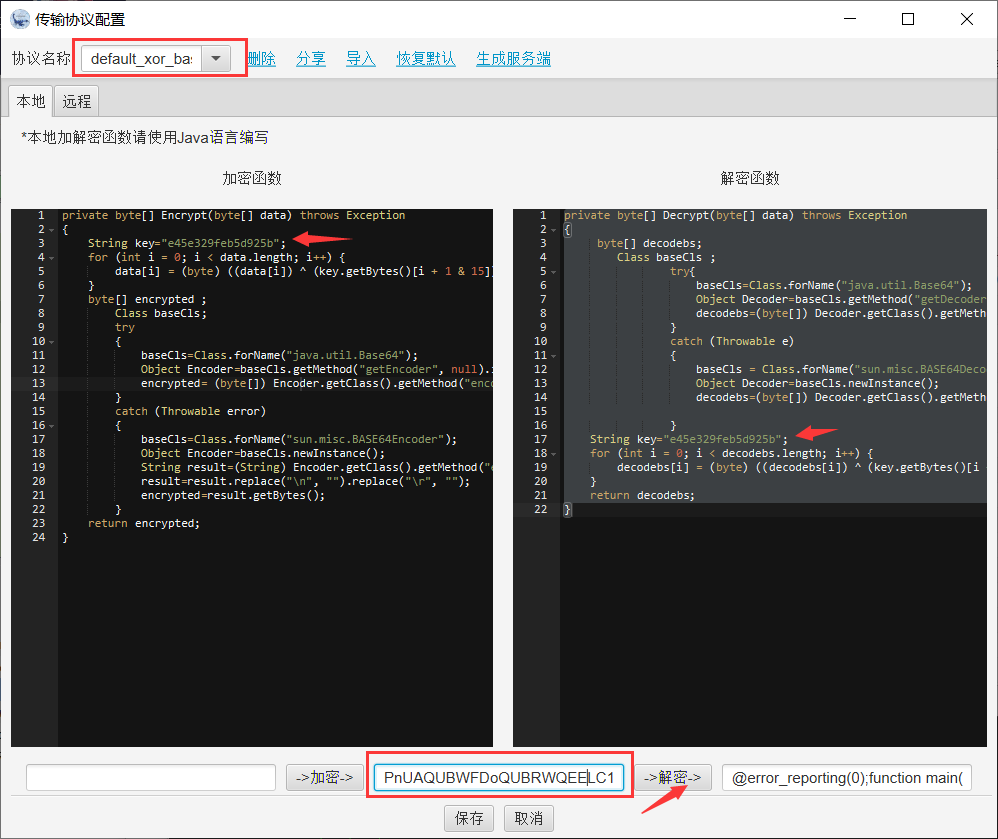 传输协议配置
协议名称 default_xor_bas 删除 分享 导入 恢复默认 生成服务端
本地 远程
*本地加解密函数请使用Java语言编写
加密函数 解密函数
1 private byte[] Encrypt(byte[] data) throws Exception
2 {
3 String key="e45e329feb5d925b";
4 for (int i = 0; i < data.length; i++) {
5 data[i] = (byte) ((data[i]) ^ (key.getBytes()[i + 1 & 15]
6 }
7 byte[] encrypted ;
8 Class baseCls;
9 try
10 {
11 baseCls=Class.forName("java.util.Base64");
12 Object Encoder=baseCls.getMethod("getEncoder", null).
13 encrypted= (byte[]) Encoder.getClass().getMethod("enco
14 }
15 catch (Throwable error)
16 {
17 baseCls=Class.forName("sun.misc.BASE64Encoder");
18 Object Encoder=baseCls.newInstance();
19 String result=(String) Encoder.getClass().getMethod("e
20 result=result.replace("\n", "").replace("\r", "");
21 encrypted=result.getBytes();
22 }
23 return encrypted;
24 }
1 private byte[] Decrypt(byte[] data) throws Exception
2 {
3 byte[] decodebs;
4 Class baseCls ;
5 try{
6 baseCls=Class.forName("java.util.Base64");
7 Object Decoder=baseCls.getMethod("getDecoder
8 decodebs=(byte[]) Decoder.getClass().getMeth
9 }
10 catch (Throwable e)
11 {
12 baseCls = Class.forName("sun.misc.BASE64Deco
13 Object Decoder=baseCls.newInstance();
14 decodebs=(byte[]) Decoder.getClass().getMeth
15
16 }
17 String key="e45e329feb5d925b";
18 for (int i = 0; i < decodebs.length; i++) {
19 decodebs[i] = (byte) ((decodebs[i]) ^ (key.getBytes()[i
20 }
21 return decodebs;
22 }
->加密-> PnUAQUBWFDoQUBRWQEELC1 ->解密-> @error_reporting(0);function main(
保存 取消